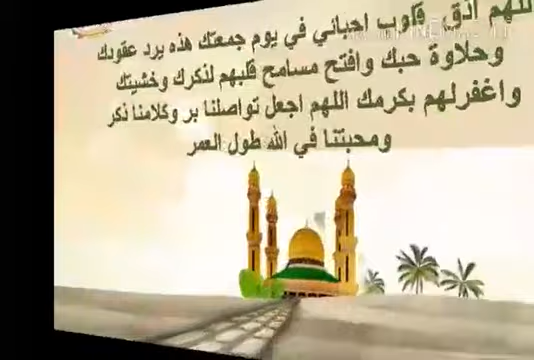 اللهم اذق قلوب احبابي في يوم جمعتك هذه برد عفوك
وحلاوة حبك وافتح مسامع قلبهم لذكرك وخشيتك
واغفرلهم بكرمك اللهم اجعل تواصلنا بر وكلامنا ذكر
ومحبتنا في الله طول العمر